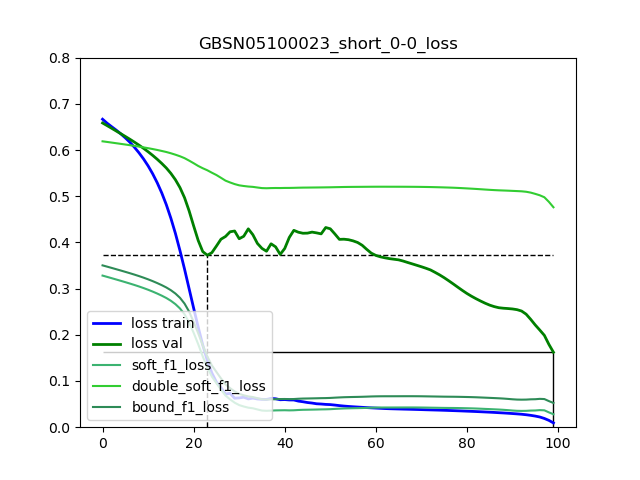 GBSN05100023_short_0-0_loss
0.8
0.7
0.6
0.5
0.4
0.3
0.2
0.1
0.0
loss train
loss val
soft_f1_loss
double_soft_f1_loss
bound_f1_loss
0 20 40 60 80 100